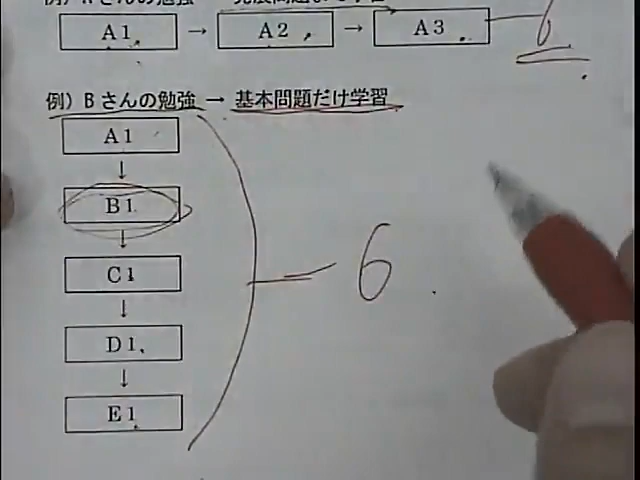 A1 → A2 → A3 6
例) Bさんの勉強 → 基本問題だけ学習
A1
↓
B1
↓
C1
↓
D1
↓
E1
6